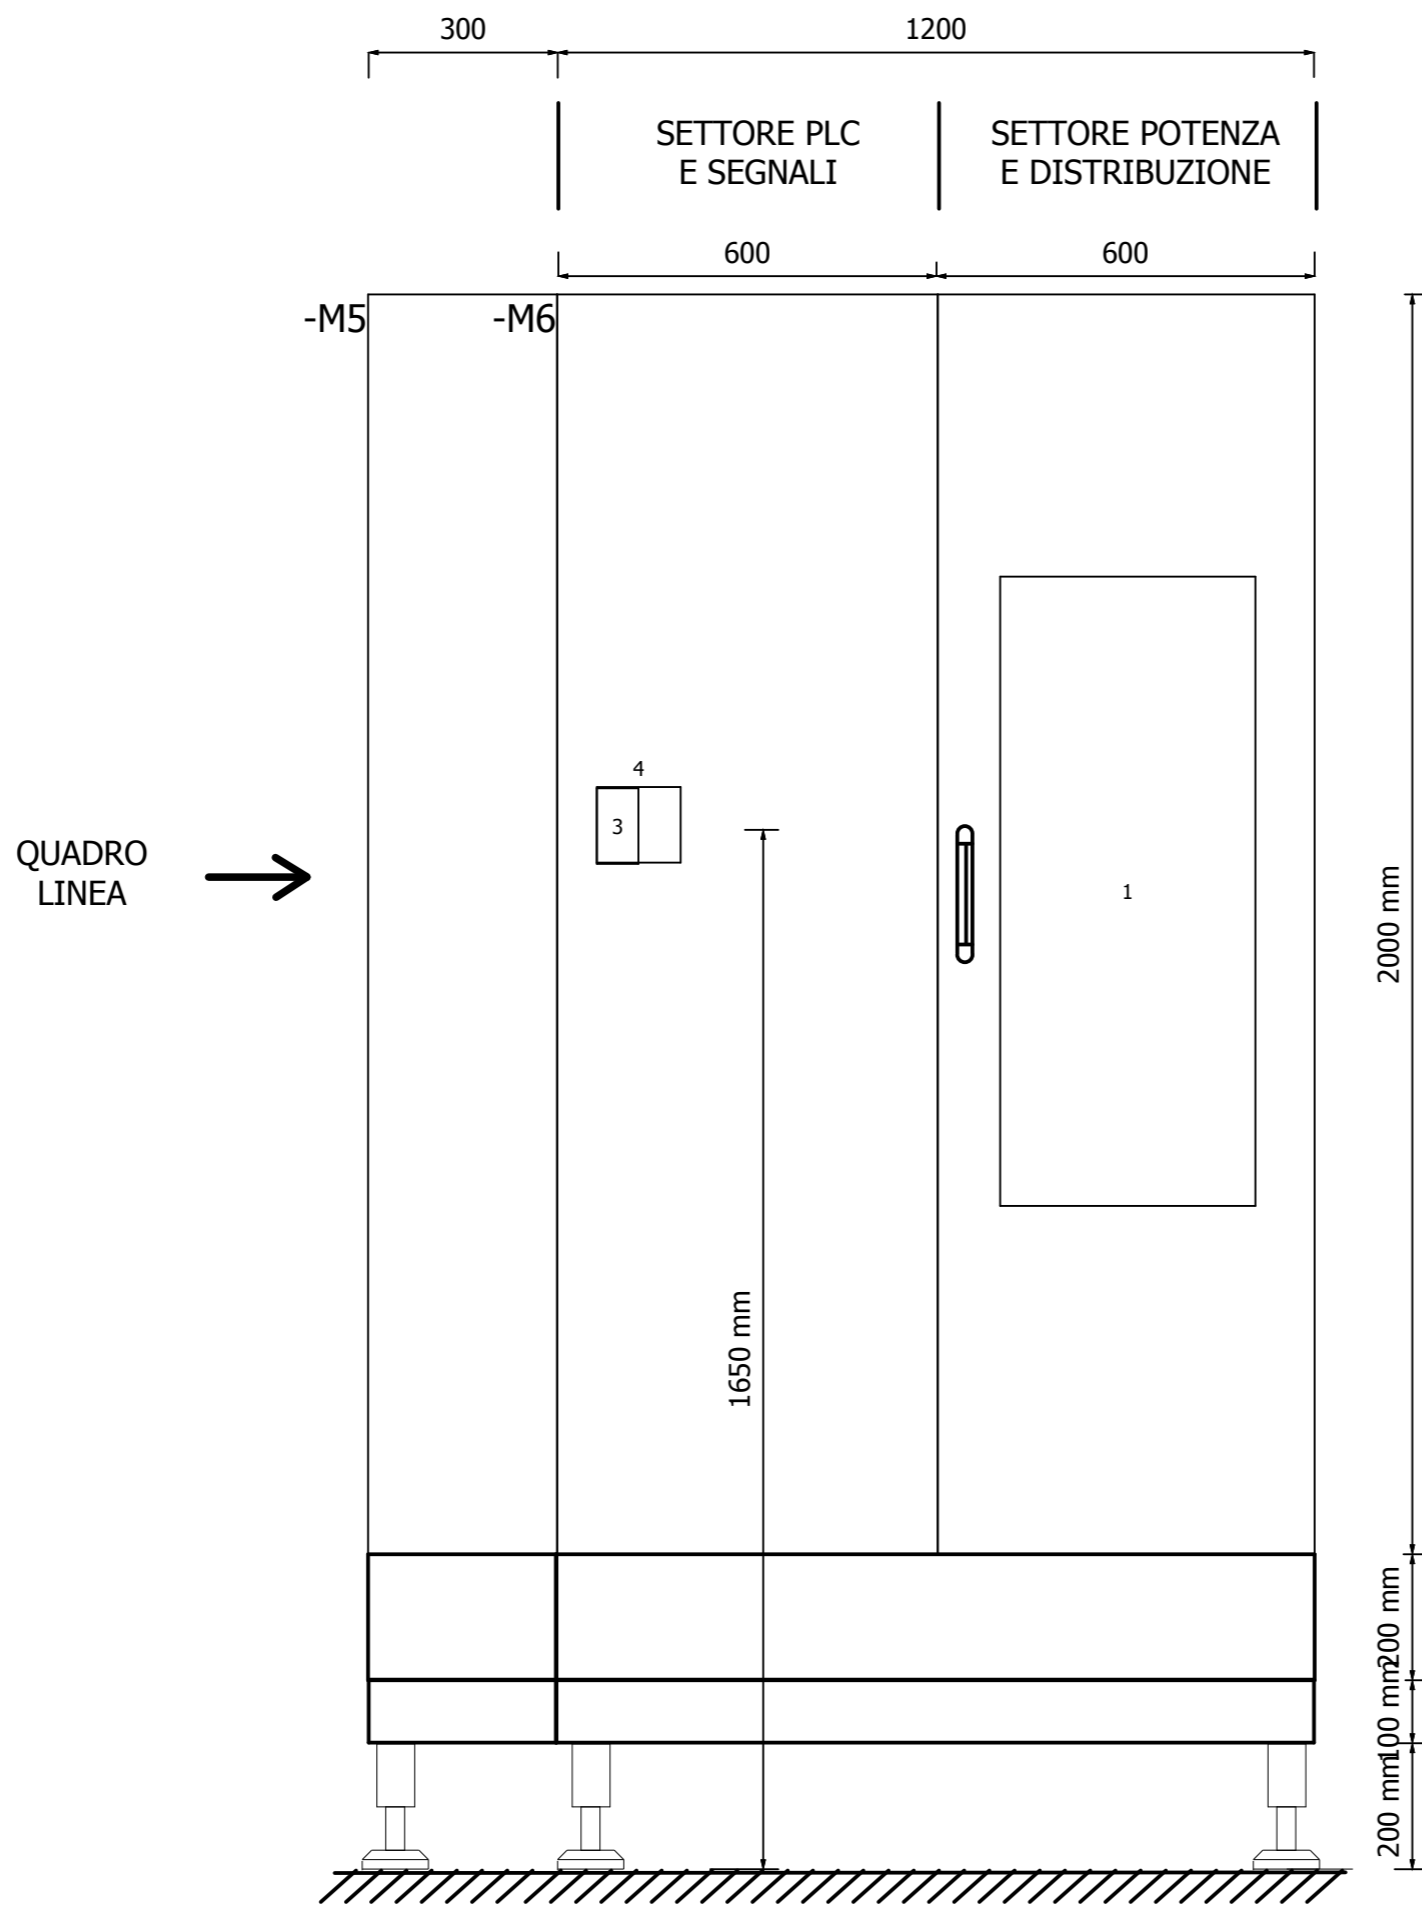 300
1200
SETTORE PLC
E SEGNALI
SETTORE POTENZA
E DISTRIBUZIONE
600
600
-M5
-M6
4
3
QUADRO
LINEA
1
2000 mm
1650 mm
200 mm
100 mm
200 mm